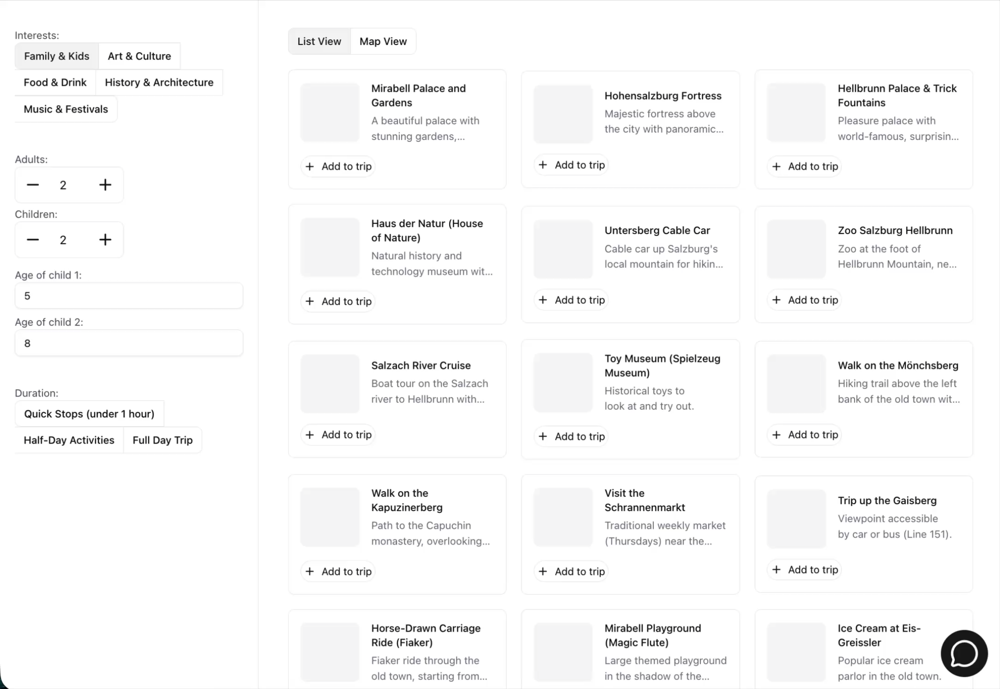 Interests:
Family & Kids
Art & Culture
Food & Drink
History & Architecture
Music & Festivals
Adults:
2
Children:
2
Age of child 1:
5
Age of child 2:
8
Duration:
Quick Stops (under 1 hour)
Half-Day Activities
Full Day Trip
List View
Map View
Mirabell Palace and
Gardens
A beautiful palace with
stunning gardens,...
+ Add to trip
Hohensalzburg Fortress
Majestic fortress above
the city with panoramic...
+ Add to trip
Hellbrunn Palace & Trick
Fountains
Pleasure palace with
world-famous, surprisin...
+ Add to trip
Haus der Natur (House
of Nature)
Natural history and
technology museum wit...
+ Add to trip
Untersberg Cable Car
Cable car up Salzburg's
local mountain for hikin...
+ Add to trip
Zoo Salzburg Hellbrunn
Zoo at the foot of
Hellbrunn Mountain, ne...
+ Add to trip
Salzach River Cruise
Boat tour on the Salzach
river to Hellbrunn with...
+ Add to trip
Toy Museum (Spielzeug
Museum)
Historical toys to
look at and try out.
+ Add to trip
Walk on the Mönchsberg
Hiking trail above the left
bank of the old town wit...
+ Add to trip
Walk on the
Kapuzinerberg
Path to the Capuchin
monastery, overlooking...
+ Add to trip
Visit the
Schrannenmarkt
Traditional weekly market
(Thursdays) near the...
+ Add to trip
Trip up the Gaisberg
Viewpoint accessible
by car or bus (Line 151).
+ Add to trip
Horse-Drawn Carriage
Ride (Fiaker)
Fiaker ride through the
old town, starting from...
Mirabell Playground
(Magic Flute)
Large themed playground
in the shadow of the...
Ice Cream at Eis-
Greissler
Popular ice cream
parlor in the old town.